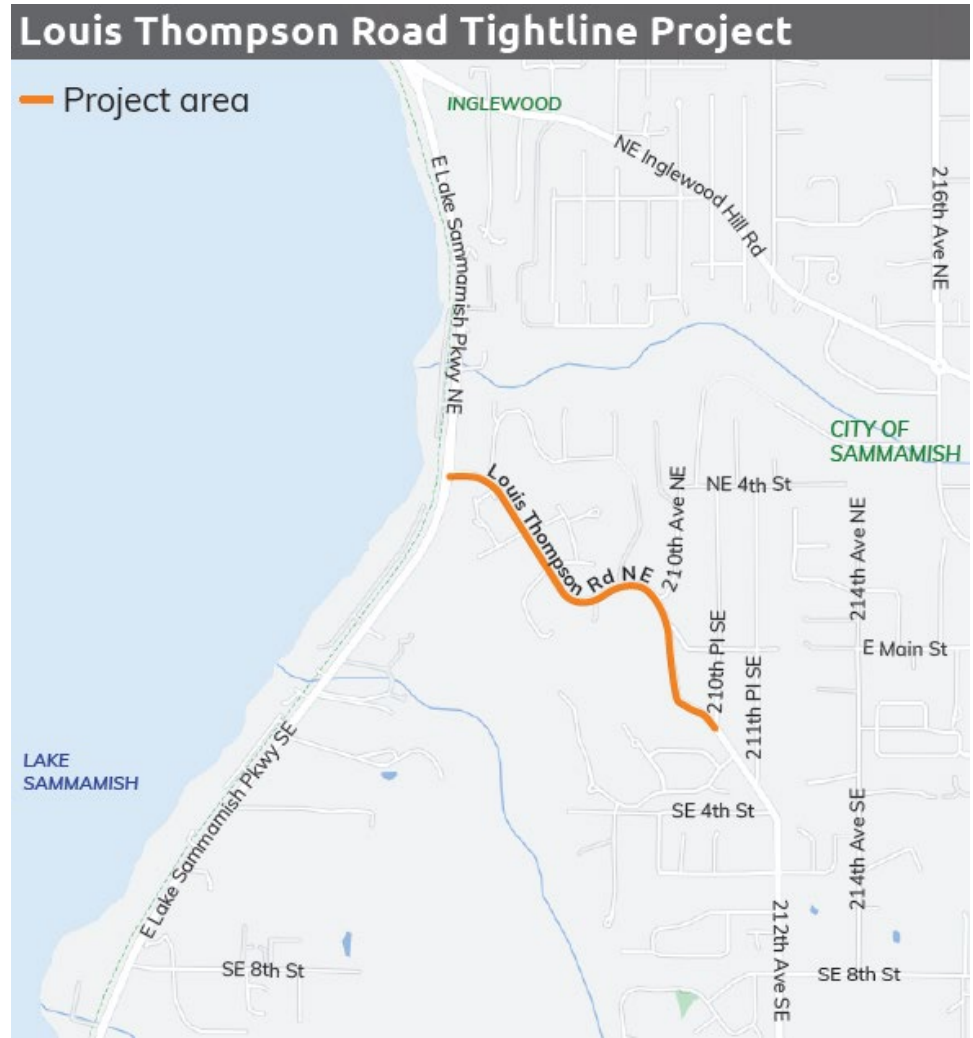 Louis Thompson Road Tightline Project
Project area
INGLEWOOD
NE Inglewood Hill Rd
E Lake Sammamish Pkwy NE
216th Ave NE
CITY OF
SAMMAMISH
Louis Thompson Rd NE
210th Ave NE
NE 4th St
214th Ave NE
E Main St
210th Pl SE
211th Pl SE
LAKE
SAMMAMISH
E Lake Sammamish Pkwy SE
SE 4th St
214th Ave SE
212th Ave SE
SE 8th St
SE 8th St